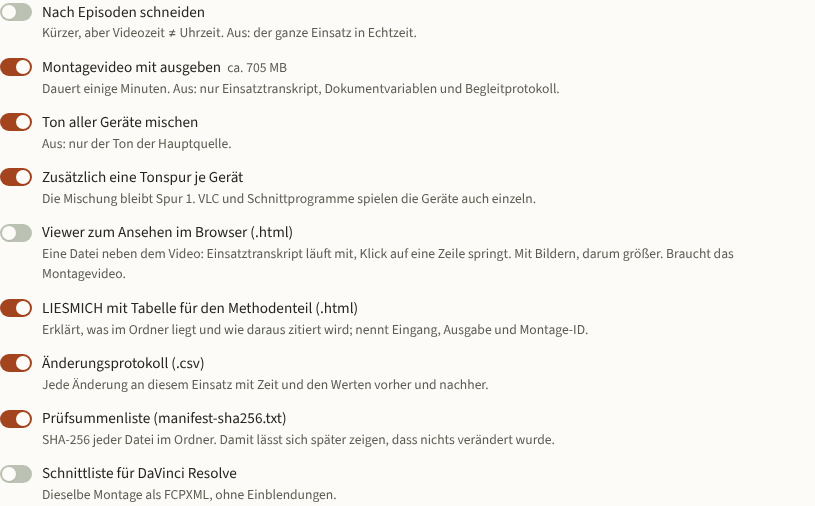 Nach Episoden schneiden
Kürzer, aber Videozeit ≠ Uhrzeit. Aus: der ganze Einsatz in Echtzeit.
Montagevideo mit ausgeben ca. 705 MB
Dauert einige Minuten. Aus: nur Einsatztranskript, Dokumentvariablen und Begleitprotokoll.
Ton aller Geräte mischen
Aus: nur der Ton der Hauptquelle.
Zusätzlich eine Tonspur je Gerät
Die Mischung bleibt Spur 1. VLC und Schnittprogramme spielen die Geräte auch einzeln.
Viewer zum Ansehen im Browser (.html)
Eine Datei neben dem Video: Einsatztranskript läuft mit, Klick auf eine Zeile springt. Mit Bildern, darum größer. Braucht das
Montagevideo.
LIESMICH mit Tabelle für den Methodenteil (.html)
Erklärt, was im Ordner liegt und wie daraus zitiert wird; nennt Eingang, Ausgabe und Montage-ID.
Änderungsprotokoll (.csv)
Jede Änderung an diesem Einsatz mit Zeit und den Werten vorher und nachher.
Prüfsummenliste (manifest-sha256.txt)
SHA-256 jeder Datei im Ordner. Damit lässt sich später zeigen, dass nichts verändert wurde.
Schnittliste für DaVinci Resolve
Dieselbe Montage als FCPXML, ohne Einblendungen.